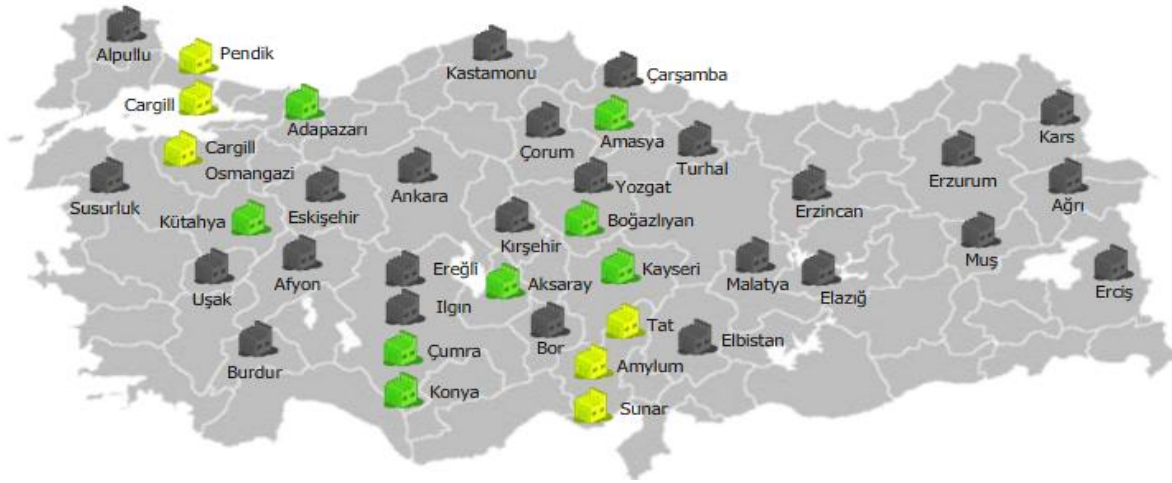 Alpullu
Pendik
Kastamonu
Çarşamba
Cargill
Adapazarı
Çorum
Amasya
Turhal
Kars
Cargill
Osmangazi
Susurluk
Eskişehir
Ankara
Yozgat
Erzincan
Erzurum
Ağrı
Kütahya
Kırşehir
Boğazlıyan
Muş
Uşak
Afyon
Ereğli
Aksaray
Kayseri
Malatya
Elazığ
Erciş
Ilgın
Burdur
Çumra
Bor
Tat
Elbistan
Konya
Amylum
Sunar